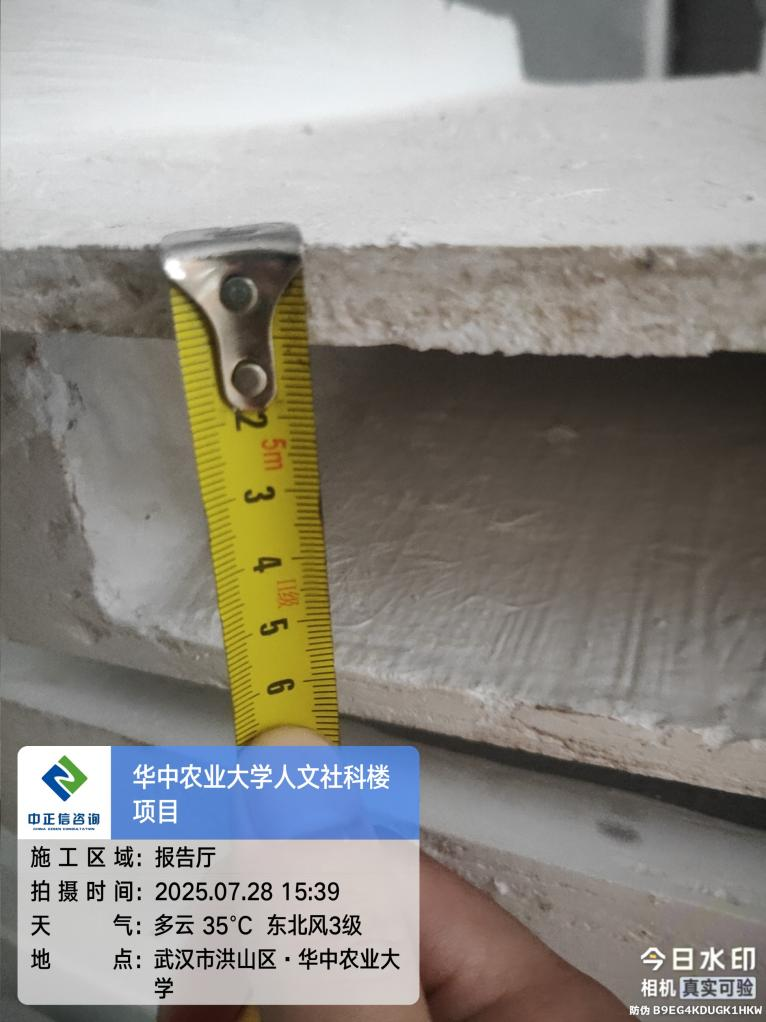 2
5m
3
4
II级
5
6
中正信咨询
华中农业大学人文社科楼
项目
施工区域：报告厅
拍摄时间：2025.07.28 15:39
天气：多云 35℃ 东北风3级
地点：武汉市洪山区·华中农业大
学
今日水印
相机 真实可验
防伪 B9EG4KDUGK1HKW